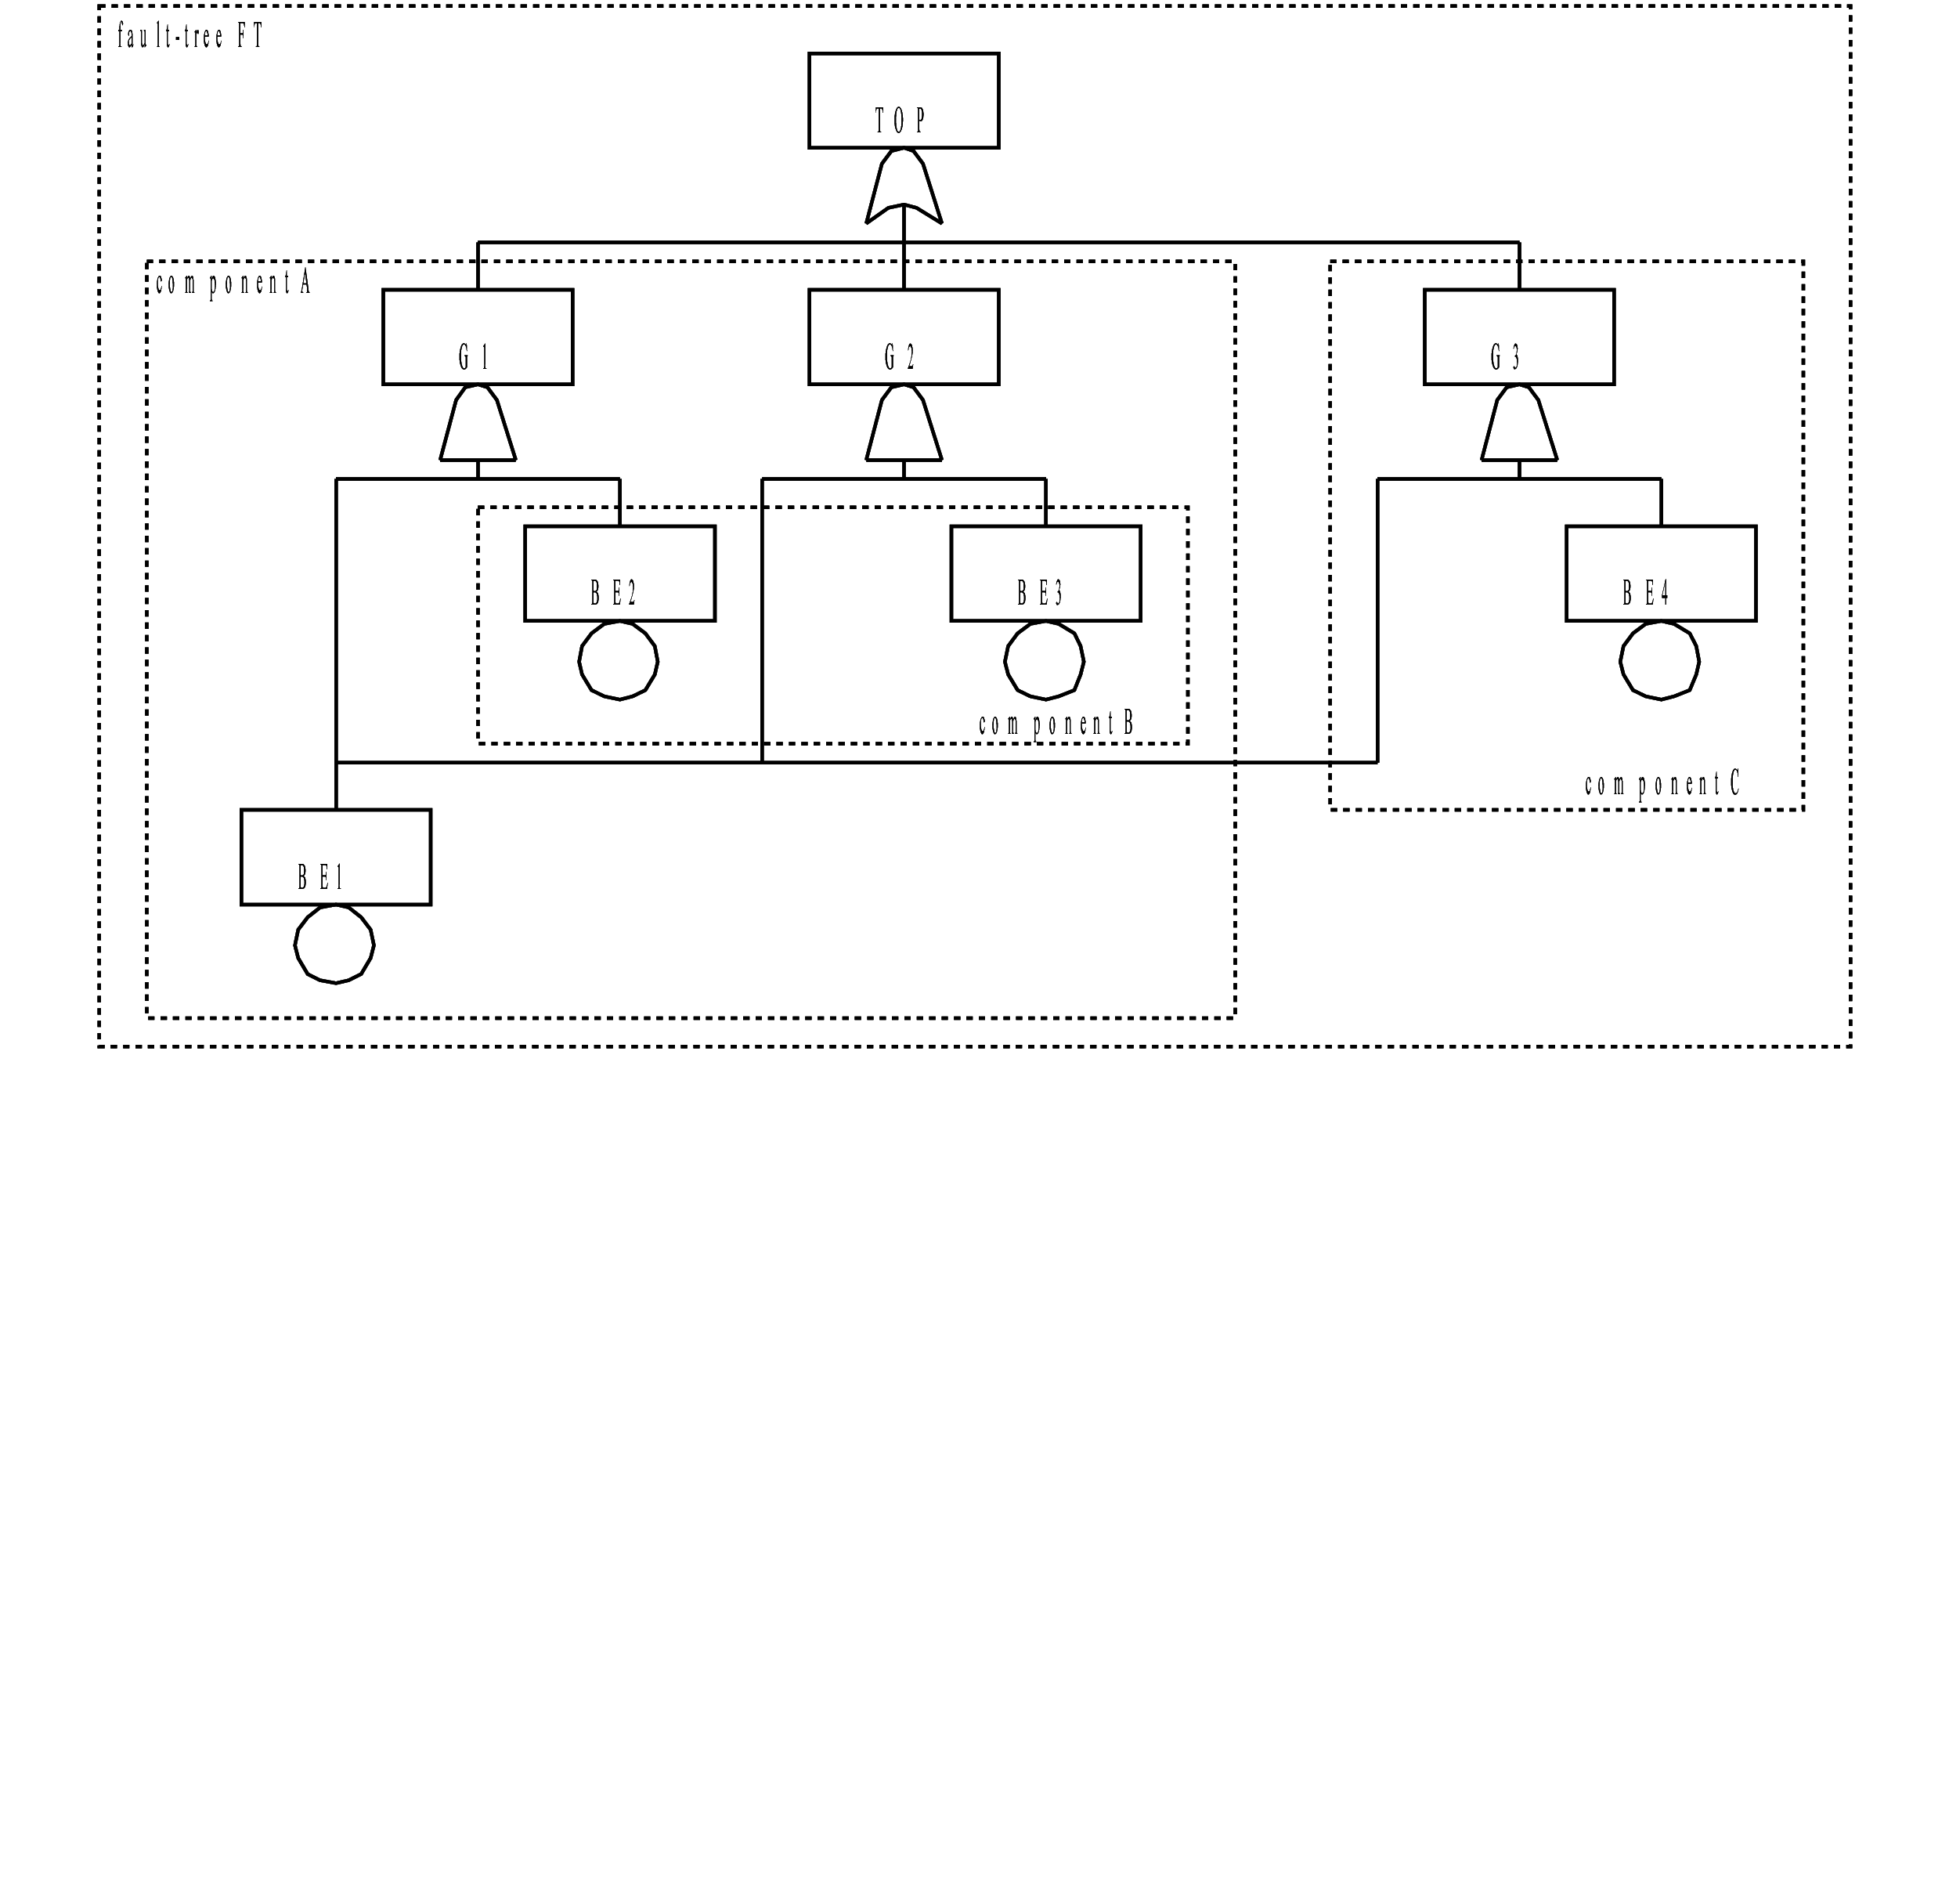 fault-tree FT
TOP
component A
G1
G2
G3
BE2
BE3
BE4
component B
component C
BE1